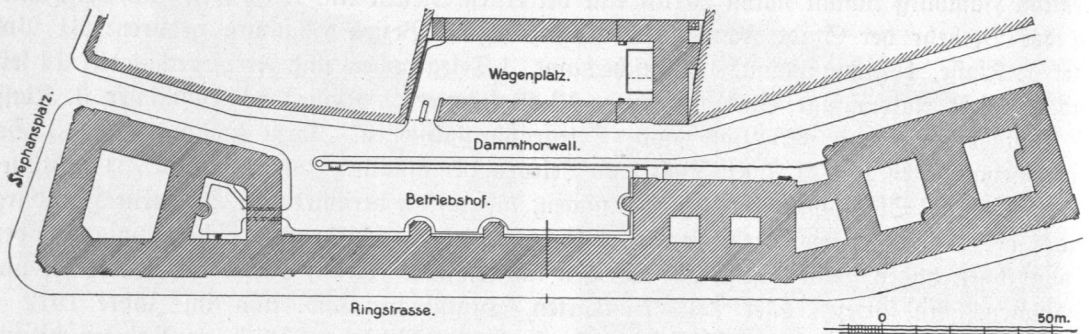 Wagenplatz.
Stephansplatz.
Dammthorwall.
Betriebshof.
Ringstrasse.
0 50m.